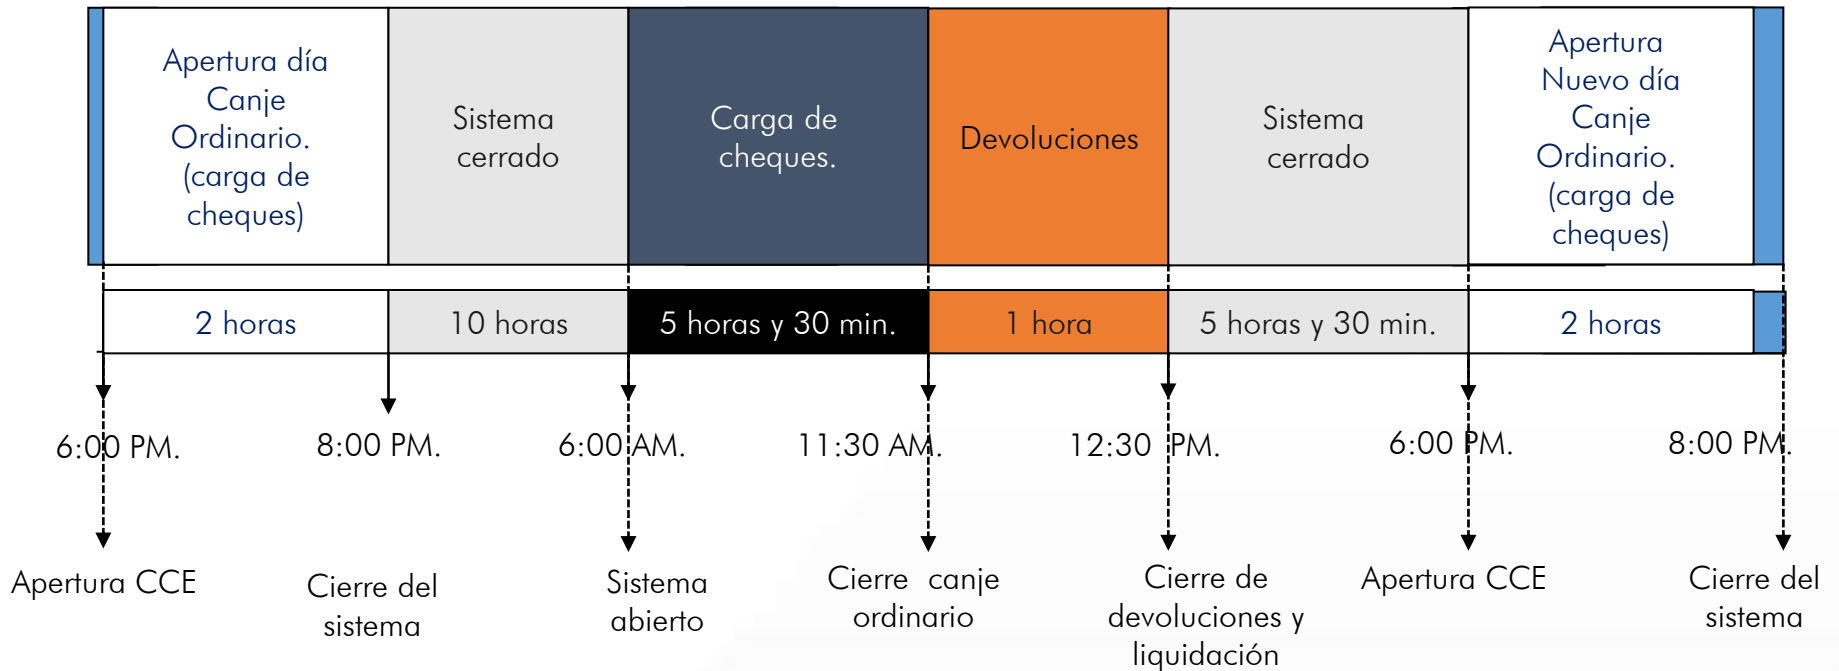 Apertura día
Canje
Ordinario.
(carga de
cheques)
Sistema
cerrado
Carga de
cheques.
Devoluciones
Sistema
cerrado
Apertura
Nuevo día
Canje
Ordinario.
(carga de
cheques)
2 horas
10 horas
5 horas y 30 min.
1 hora
5 horas y 30 min.
2 horas
6:00 PM.
8:00 PM.
6:00 AM.
11:30 AM.
12:30 PM.
6:00 PM.
8:00 PM.
Apertura CCE
Cierre del
sistema
Sistema
abierto
Cierre canje
ordinario
Cierre de
devoluciones y
liquidación
Apertura CCE
Cierre del
sistema